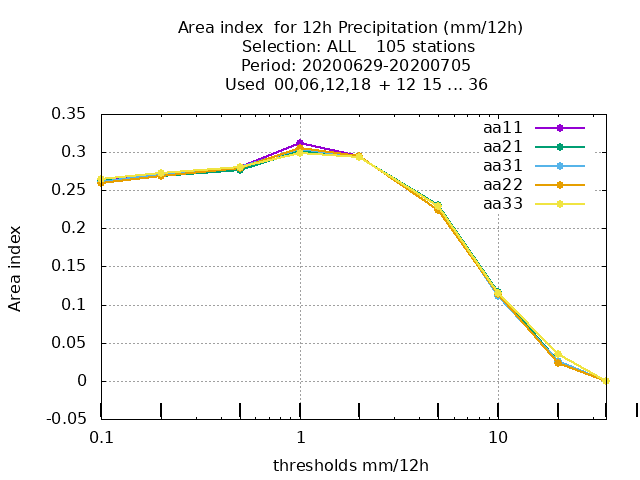 Area index  for 12h Precipitation (mm/12h)
Selection: ALL    105 stations
Period: 20200629-20200705
Used  00,06,12,18  + 12 15 ... 36
aa11
aa21
aa31
aa22
aa33
0.35
0.3
0.25
0.2
0.15
0.1
0.05
0
-0.05
Area index
0.1
1
10
thresholds mm/12h